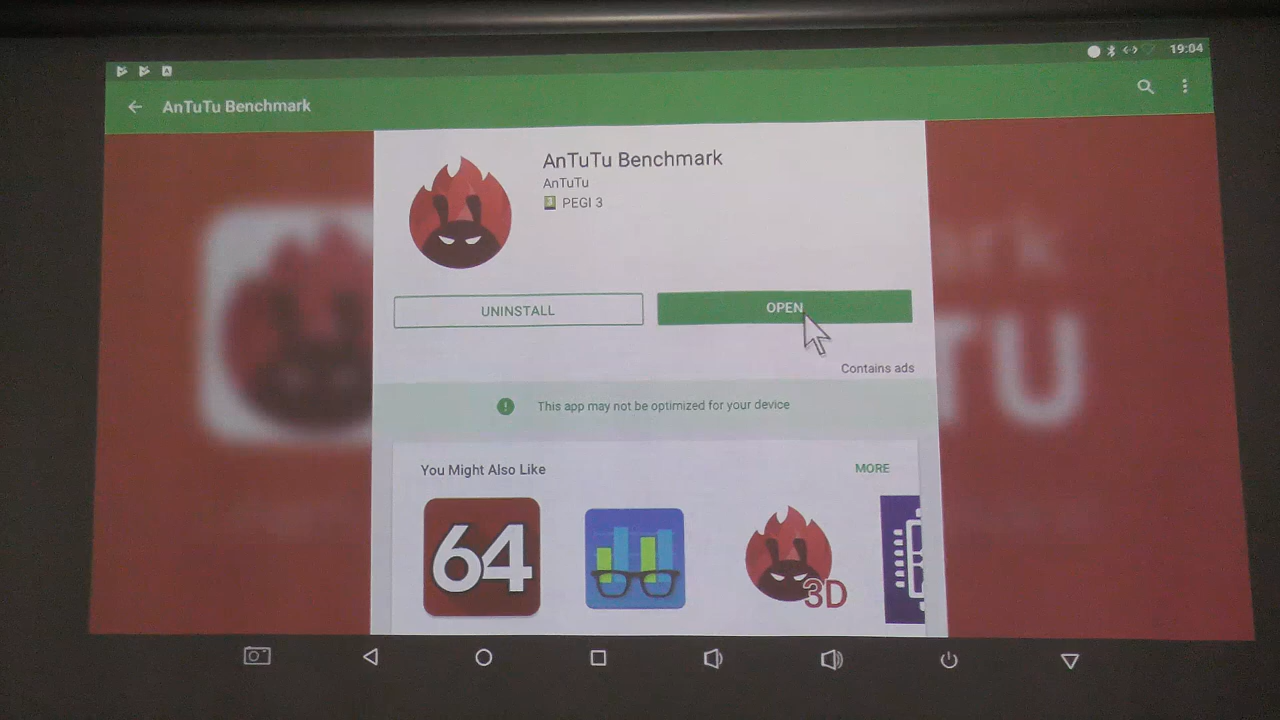 19:04
AnTuTu Benchmark
AnTuTu Benchmark
AnTuTu
3 PEGI 3
UNINSTALL
OPEN
Contains ads
This app may not be optimized for your device
You Might Also Like
MORE
64
3D